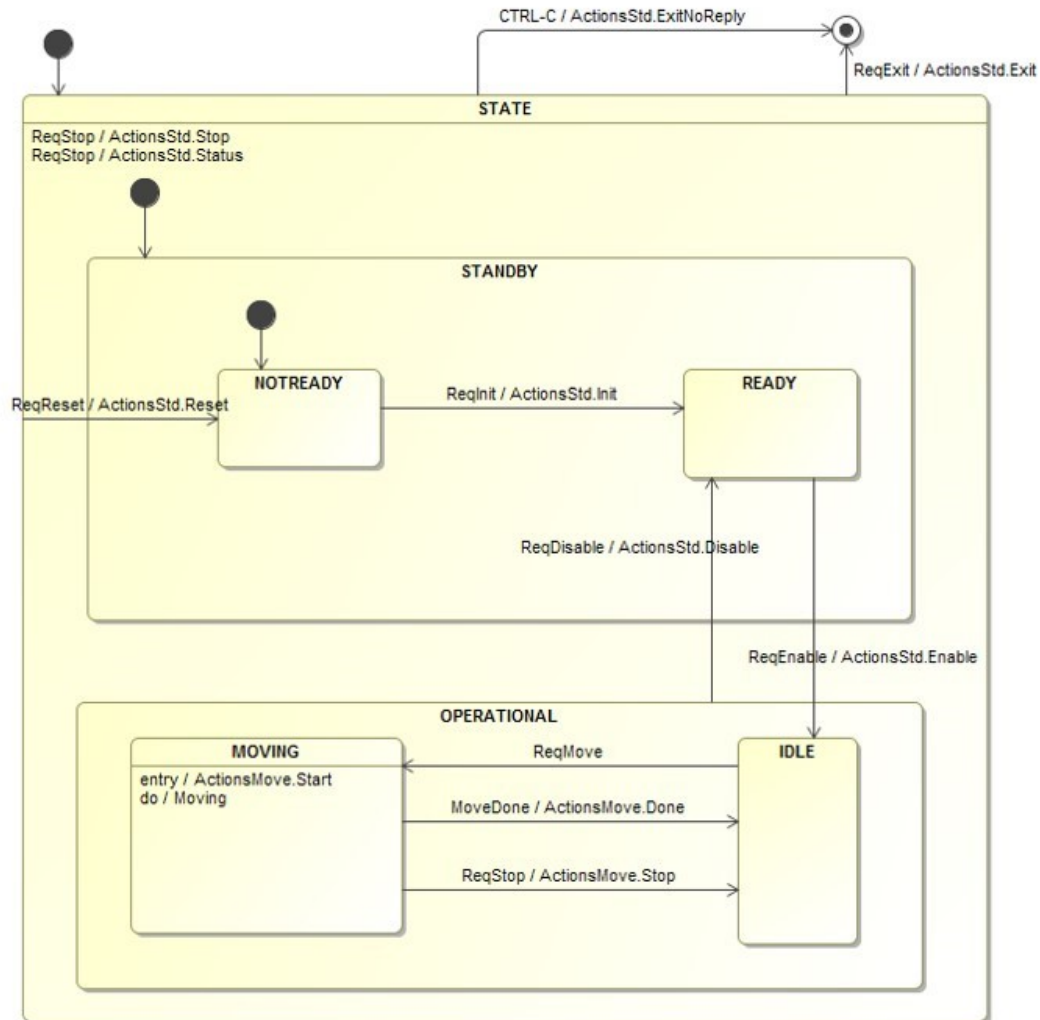 CTRL-C / ActionsStd.ExitNoReply
ReqExit / ActionsStd.Exit
STATE
ReqStop / ActionsStd.Stop
ReqStop / ActionsStd.Status
STANDBY
NOTREADY
READY
ReqReset / ActionsStd.Reset
ReqInit / ActionsStd.Init
ReqDisable / ActionsStd.Disable
ReqEnable / ActionsStd.Enable
OPERATIONAL
MOVING
IDLE
entry / ActionsMove.Start
do / Moving
ReqMove
MoveDone / ActionsMove.Done
ReqStop / ActionsMove.Stop